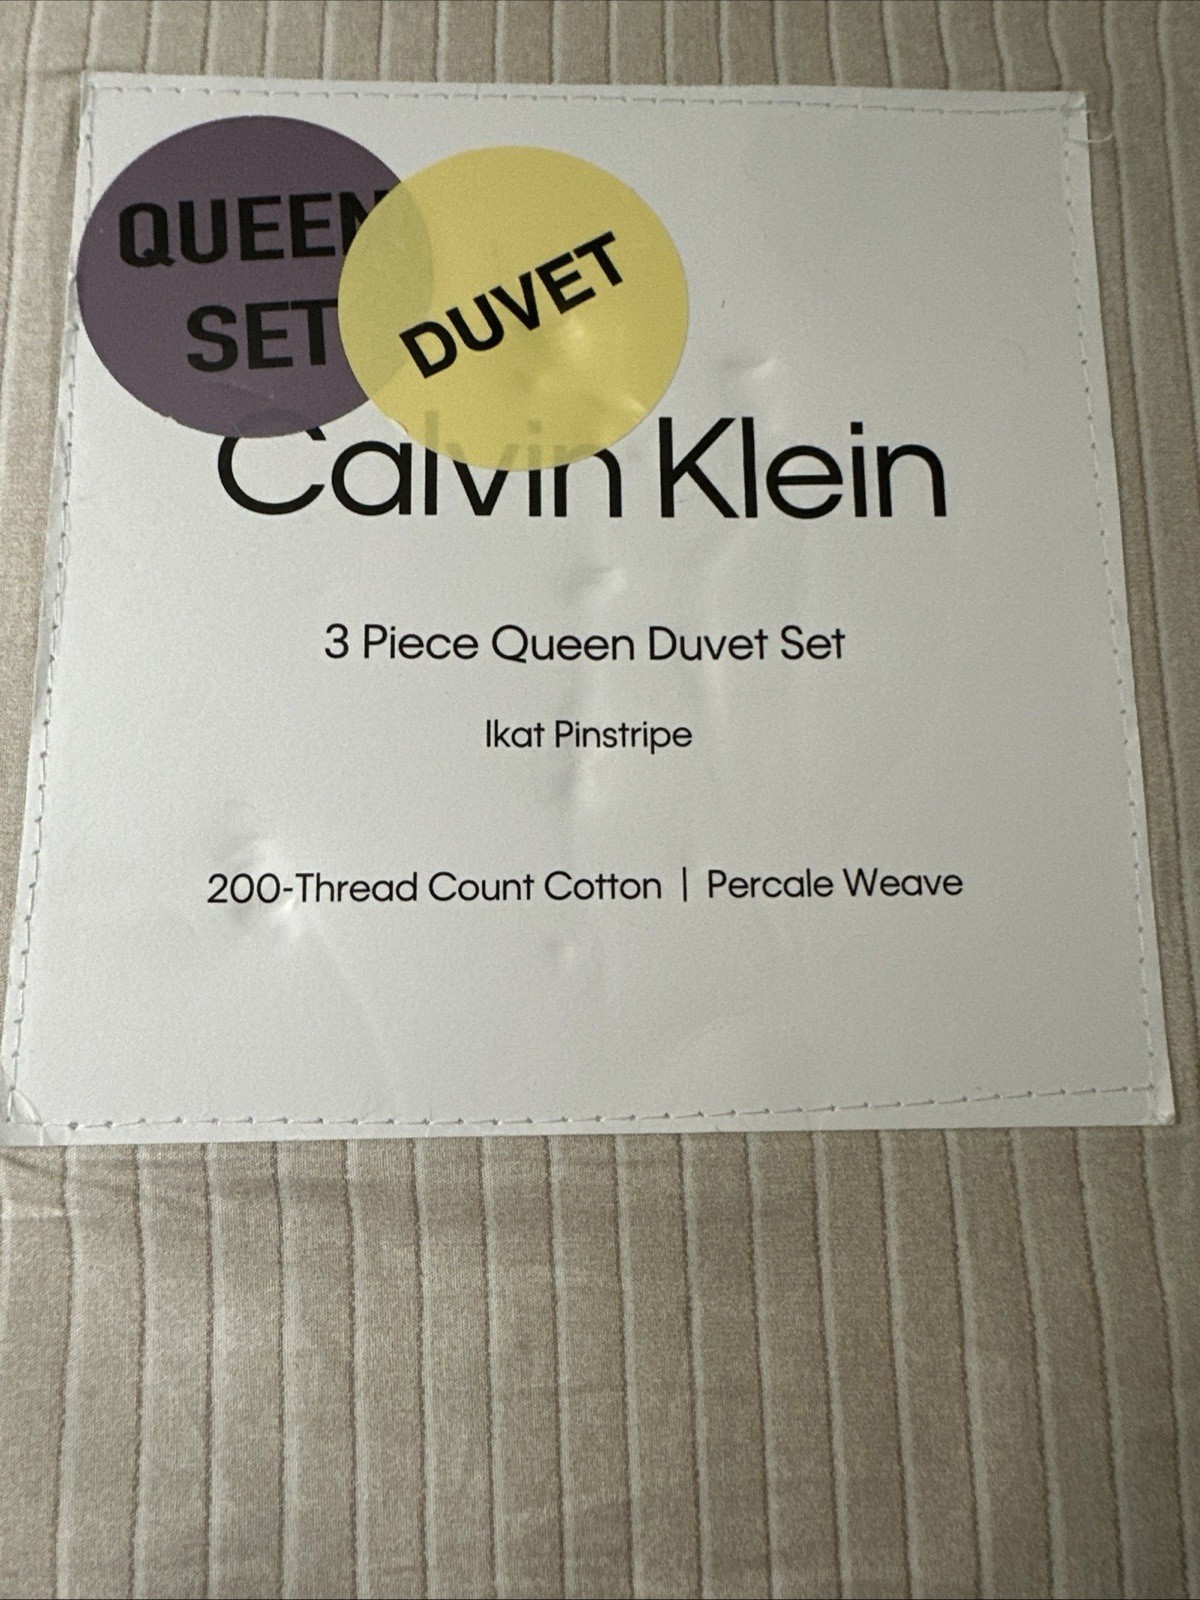 QUEEN
SET
DUVET
Calvin Klein
3 Piece Queen Duvet Set
Ikat Pinstripe
200-Thread Count Cotton | Percale Weave